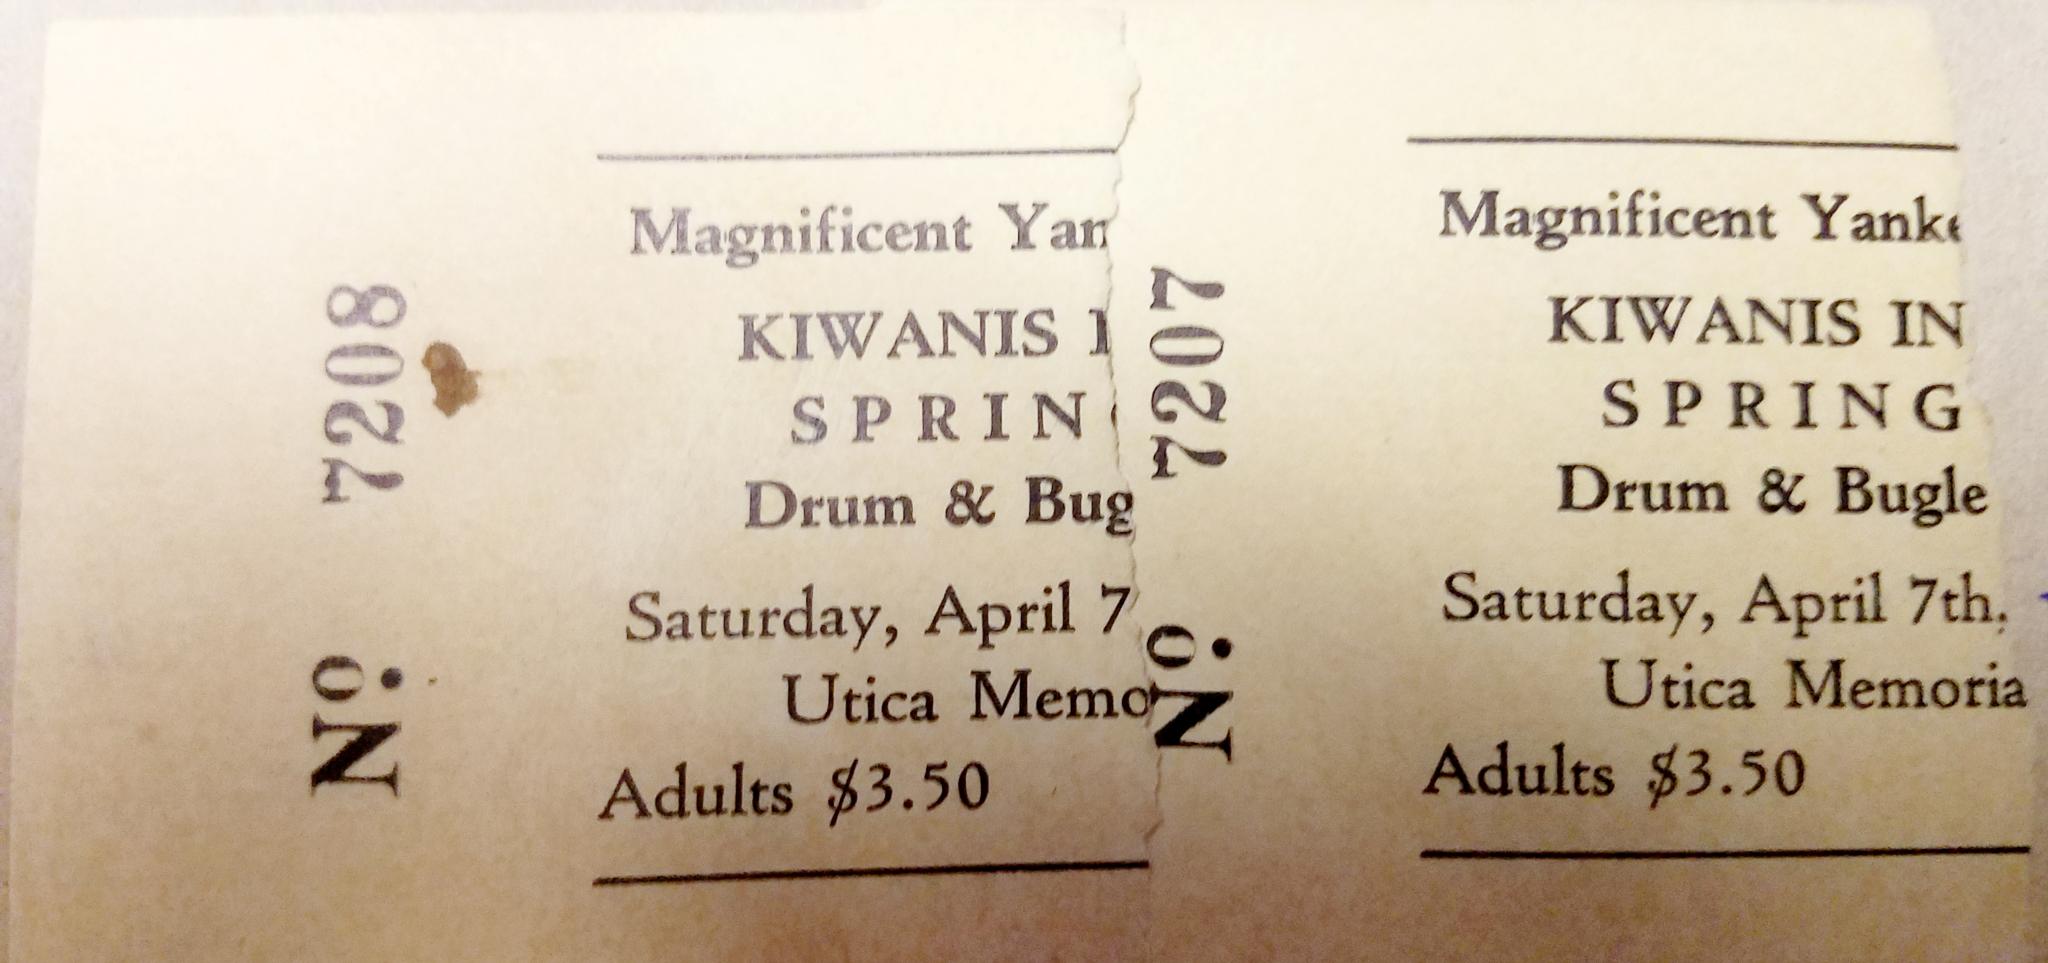 No. 7208
Magnificent Yan
KIWANIS I
SPRIN
Drum & Bug
Saturday, April 7
Utica Memo
Adults $3.50
No. 7207
Magnificent Yanke
KIWANIS IN
SPRING
Drum & Bugle
Saturday, April 7th.
Utica Memoria
Adults $3.50